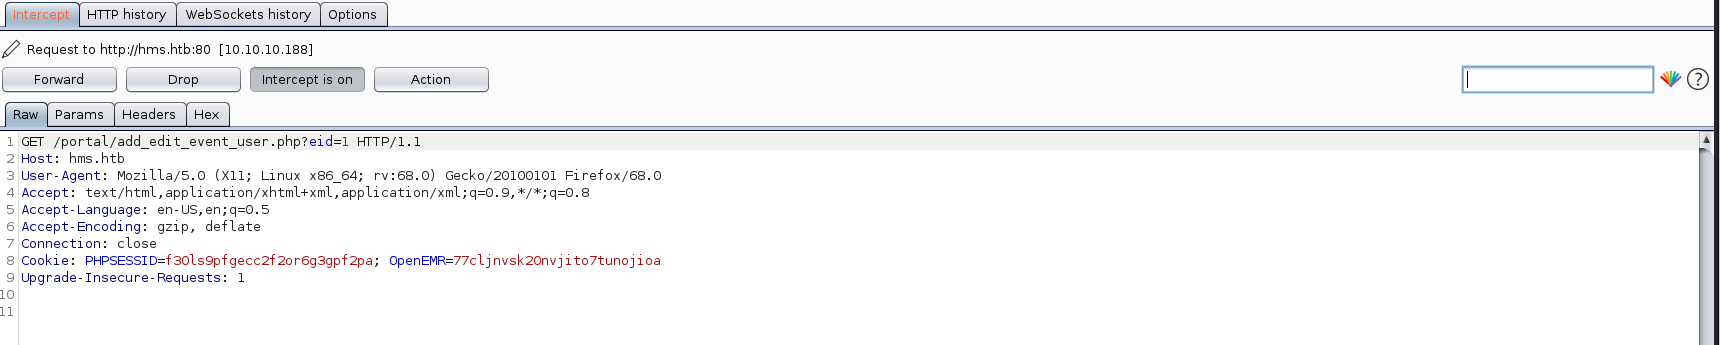 Intercept HTTP history WebSockets history Options
Request to http://hms.htb:80 [10.10.10.188]
Forward Drop Intercept is on Action ?
Raw Params Headers Hex
1 GET /portal/add_edit_event_user.php?eid=1 HTTP/1.1
2 Host: hms.htb
3 User-Agent: Mozilla/5.0 (X11; Linux x86_64; rv:68.0) Gecko/20100101 Firefox/68.0
4 Accept: text/html,application/xhtml+xml,application/xml;q=0.9,*/*;q=0.8
5 Accept-Language: en-US,en;q=0.5
6 Accept-Encoding: gzip, deflate
7 Connection: close
8 Cookie: PHPSESSID=f30ls9pfgecc2f2or6g3gpf2pa; OpenEMR=77cljnvsk20nvjito7tunojioa
9 Upgrade-Insecure-Requests: 1
10
11